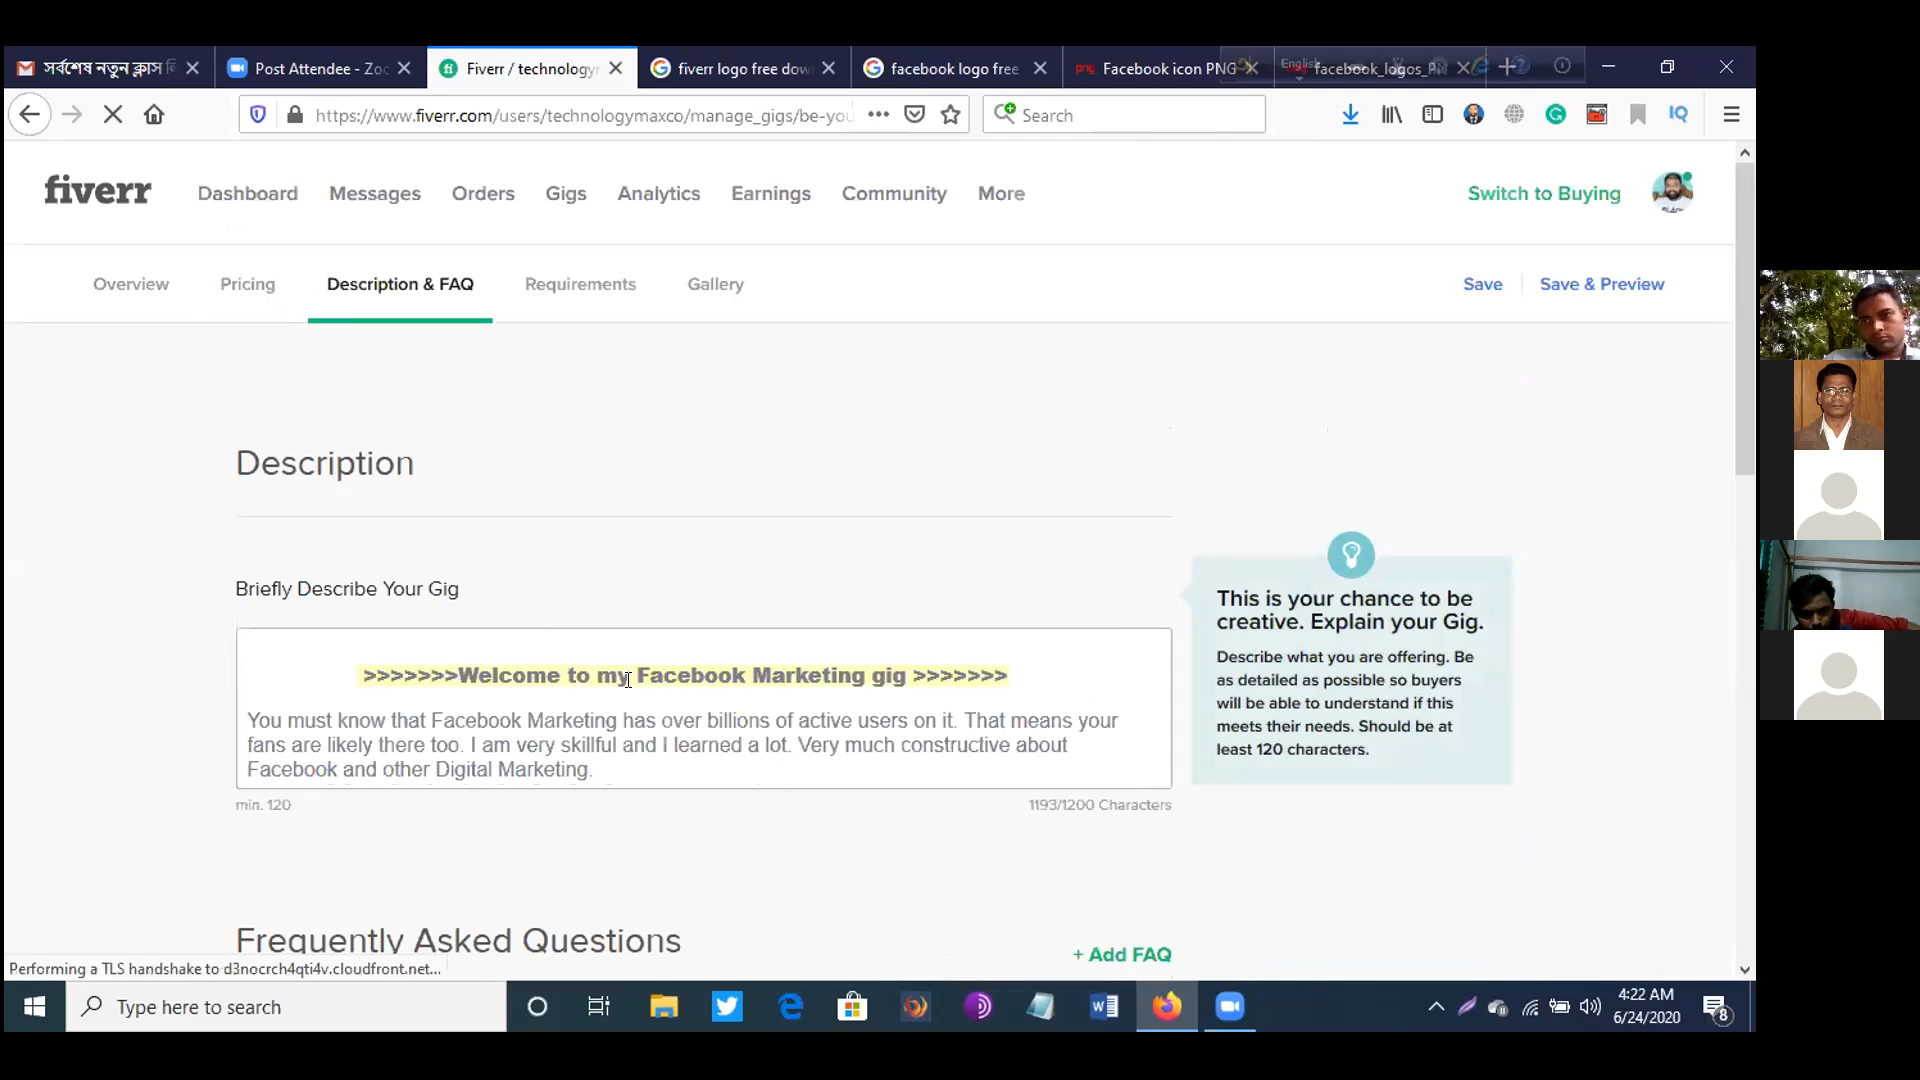 সর্বশেষ নতুন ক্লাস
Post Attendee - Zoo
Fiverr / technology
fiverr logo free dow
facebook logo free
Facebook icon PNG
English
facebook_logos_P
https://www.fiverr.com/users/technologymaxco/manage_gigs/be-you
Search
fiverr
Dashboard
Messages
Orders
Gigs
Analytics
Earnings
Community
More
Switch to Buying
Overview
Pricing
Description & FAQ
Requirements
Gallery
Save
Save & Preview
Description
Briefly Describe Your Gig
>>>>>>>Welcome to my Facebook Marketing gig >>>>>>>
You must know that Facebook Marketing has over billions of active users on it. That means your
fans are likely there too. I am very skillful and I learned a lot. Very much constructive about
Facebook and other Digital Marketing.
min. 120
1193/1200 Characters
This is your chance to be
creative. Explain your Gig.
Describe what you are offering. Be
as detailed as possible so buyers
will be able to understand if this
meets their needs. Should be at
least 120 characters.
Frequently Asked Questions
+ Add FAQ
Performing a TLS handshake to d3nocrch4qti4v.cloudfront.net...
Type here to search
4:22 AM
6/24/2020
8